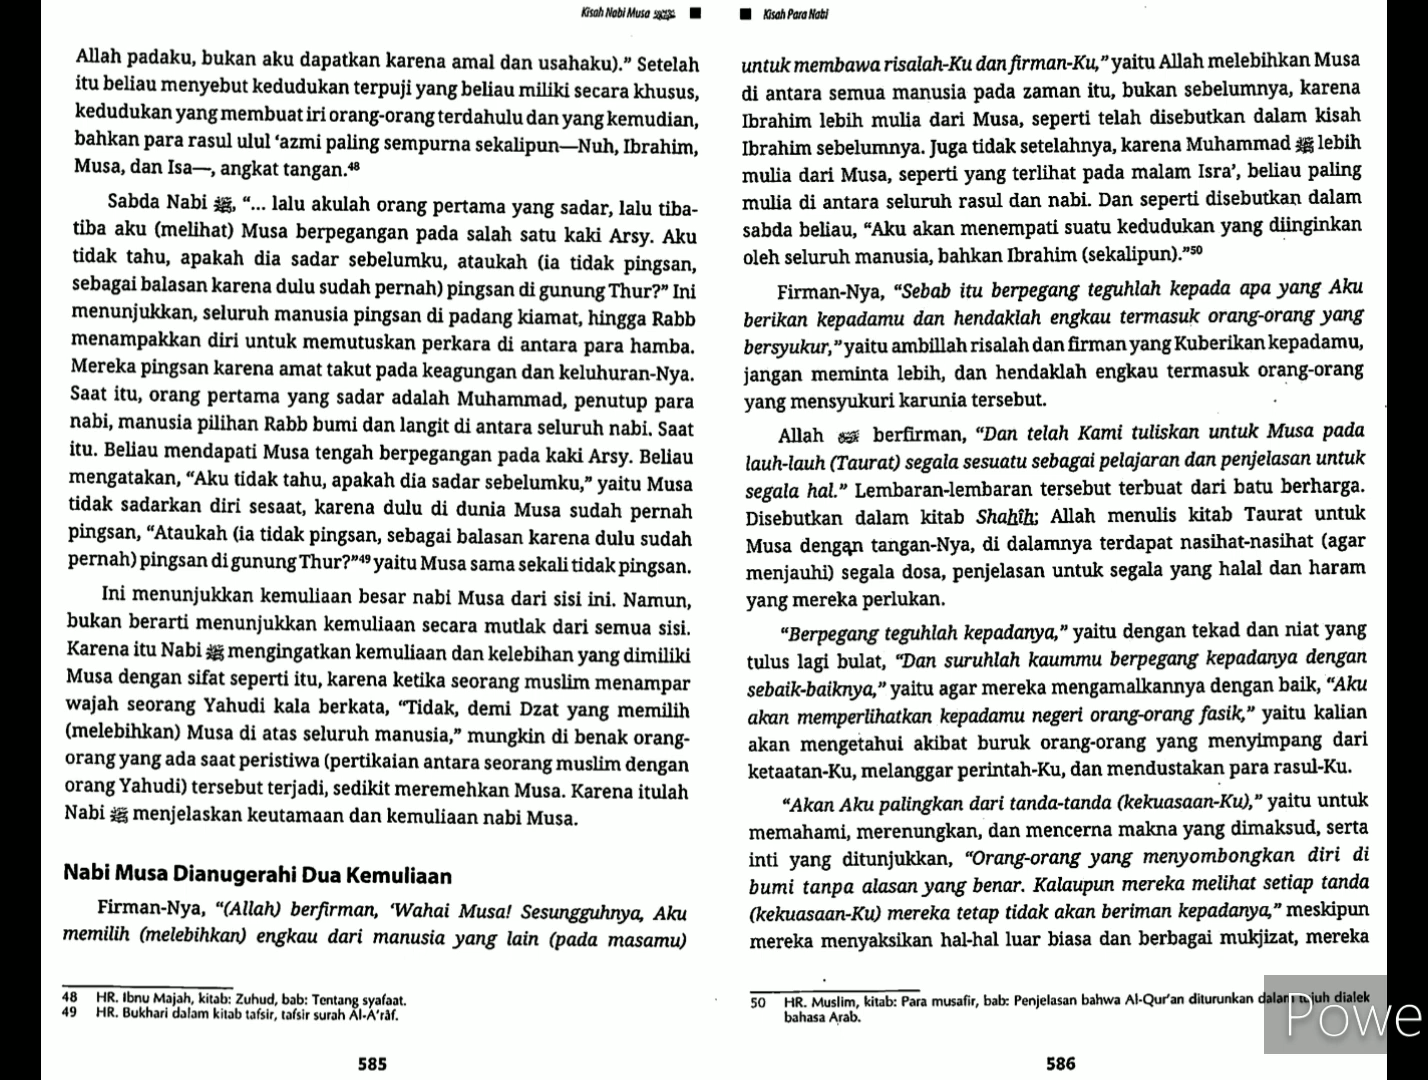 Kisah Nabi Musa ■
Allah padaku, bukan aku dapatkan karena amal dan usahaku).” Setelah
itu beliau menyebut kedudukan terpuji yang beliau miliki secara khusus,
kedudukan yang membuat iri orang-orang terdahulu dan yang kemudian,
bahkan para rasul ulul ‘azmi paling sempurna sekalipun—Nuh, Ibrahim,
Musa, dan Isa—, angkat tangan.⁴⁸
Sabda Nabi ﷺ, “... lalu akulah orang pertama yang sadar, lalu tiba-
tiba aku (melihat) Musa berpegangan pada salah satu kaki Arsy. Aku
tidak tahu, apakah dia sadar sebelumku, ataukah (ia tidak pingsan,
sebagai balasan karena dulu sudah pernah) pingsan di gunung Thur?” Ini
menunjukkan, seluruh manusia pingsan di padang kiamat, hingga Rabb
menampakkan diri untuk memutuskan perkara di antara para hamba.
Mereka pingsan karena amat takut pada keagungan dan keluhuran-Nya.
Saat itu, orang pertama yang sadar adalah Muhammad, penutup para
nabi, manusia pilihan Rabb bumi dan langit di antara seluruh nabi. Saat
itu. Beliau mendapati Musa tengah berpegangan pada kaki Arsy. Beliau
mengatakan, “Aku tidak tahu, apakah dia sadar sebelumku,” yaitu Musa
tidak sadarkan diri sesaat, karena dulu di dunia Musa sudah pernah
pingsan, “Ataukah (ia tidak pingsan, sebagai balasan karena dulu sudah
pernah) pingsan di gunung Thur?”⁴⁹ yaitu Musa sama sekali tidak pingsan.
Ini menunjukkan kemuliaan besar nabi Musa dari sisi ini. Namun,
bukan berarti menunjukkan kemuliaan secara mutlak dari semua sisi.
Karena itu Nabi ﷺ mengingatkan kemuliaan dan kelebihan yang dimiliki
Musa dengan sifat seperti itu, karena ketika seorang muslim menampar
wajah seorang Yahudi kala berkata, “Tidak, demi Dzat yang memilih
(melebihkan) Musa di atas seluruh manusia,” mungkin di benak orang-
orang yang ada saat peristiwa (pertikaian antara seorang muslim dengan
orang Yahudi) tersebut terjadi, sedikit meremehkan Musa. Karena itulah
Nabi ﷺ menjelaskan keutamaan dan kemuliaan nabi Musa.
Nabi Musa Dianugerahi Dua Kemuliaan
Firman-Nya, “(Allah) berfirman, ‘Wahai Musa! Sesungguhnya, Aku
memilih (melebihkan) engkau dari manusia yang lain (pada masamu)
48 HR. Ibnu Majah, kitab: Zuhud, bab: Tentang syafaat.
49 HR. Bukhari dalam kitab tafsir, tafsir surah Al-A’râf.
585
■ Kisah Para Nabi
untuk membawa risalah-Ku dan firman-Ku,” yaitu Allah melebihkan Musa
di antara semua manusia pada zaman itu, bukan sebelumnya, karena
Ibrahim lebih mulia dari Musa, seperti telah disebutkan dalam kisah
Ibrahim sebelumnya. Juga tidak setelahnya, karena Muhammad ﷺ lebih
mulia dari Musa, seperti yang terlihat pada malam Isra’, beliau paling
mulia di antara seluruh rasul dan nabi. Dan seperti disebutkan dalam
sabda beliau, “Aku akan menempati suatu kedudukan yang diinginkan
oleh seluruh manusia, bahkan Ibrahim (sekalipun).”⁵⁰
Firman-Nya, “Sebab itu berpegang teguhlah kepada apa yang Aku
berikan kepadamu dan hendaklah engkau termasuk orang-orang yang
bersyukur,” yaitu ambillah risalah dan firman yang Kuberikan kepadamu,
jangan meminta lebih, dan hendaklah engkau termasuk orang-orang
yang mensyukuri karunia tersebut.
Allah berfirman, “Dan telah Kami tuliskan untuk Musa pada
lauh-lauh (Taurat) segala sesuatu sebagai pelajaran dan penjelasan untuk
segala hal.” Lembaran-lembaran tersebut terbuat dari batu berharga.
Disebutkan dalam kitab Shahîh; Allah menulis kitab Taurat untuk
Musa dengan tangan-Nya, di dalamnya terdapat nasihat-nasihat (agar
menjauhi) segala dosa, penjelasan untuk segala yang halal dan haram
yang mereka perlukan.
“Berpegang teguhlah kepadanya,” yaitu dengan tekad dan niat yang
tulus lagi bulat, “Dan suruhlah kaummu berpegang kepadanya dengan
sebaik-baiknya,” yaitu agar mereka mengamalkannya dengan baik, “Aku
akan memperlihatkan kepadamu negeri orang-orang fasik,” yaitu kalian
akan mengetahui akibat buruk orang-orang yang menyimpang dari
ketaatan-Ku, melanggar perintah-Ku, dan mendustakan para rasul-Ku.
“Akan Aku palingkan dari tanda-tanda (kekuasaan-Ku),” yaitu untuk
memahami, merenungkan, dan mencerna makna yang dimaksud, serta
inti yang ditunjukkan, “Orang-orang yang menyombongkan diri di
bumi tanpa alasan yang benar. Kalaupun mereka melihat setiap tanda
(kekuasaan-Ku) mereka tetap tidak akan beriman kepadanya,” meskipun
mereka menyaksikan hal-hal luar biasa dan berbagai mukjizat, mereka
50 HR. Muslim, kitab: Para musafir, bab: Penjelasan bahwa Al-Qur’an diturunkan dalam tujuh dialek
bahasa Arab.
586
Powe